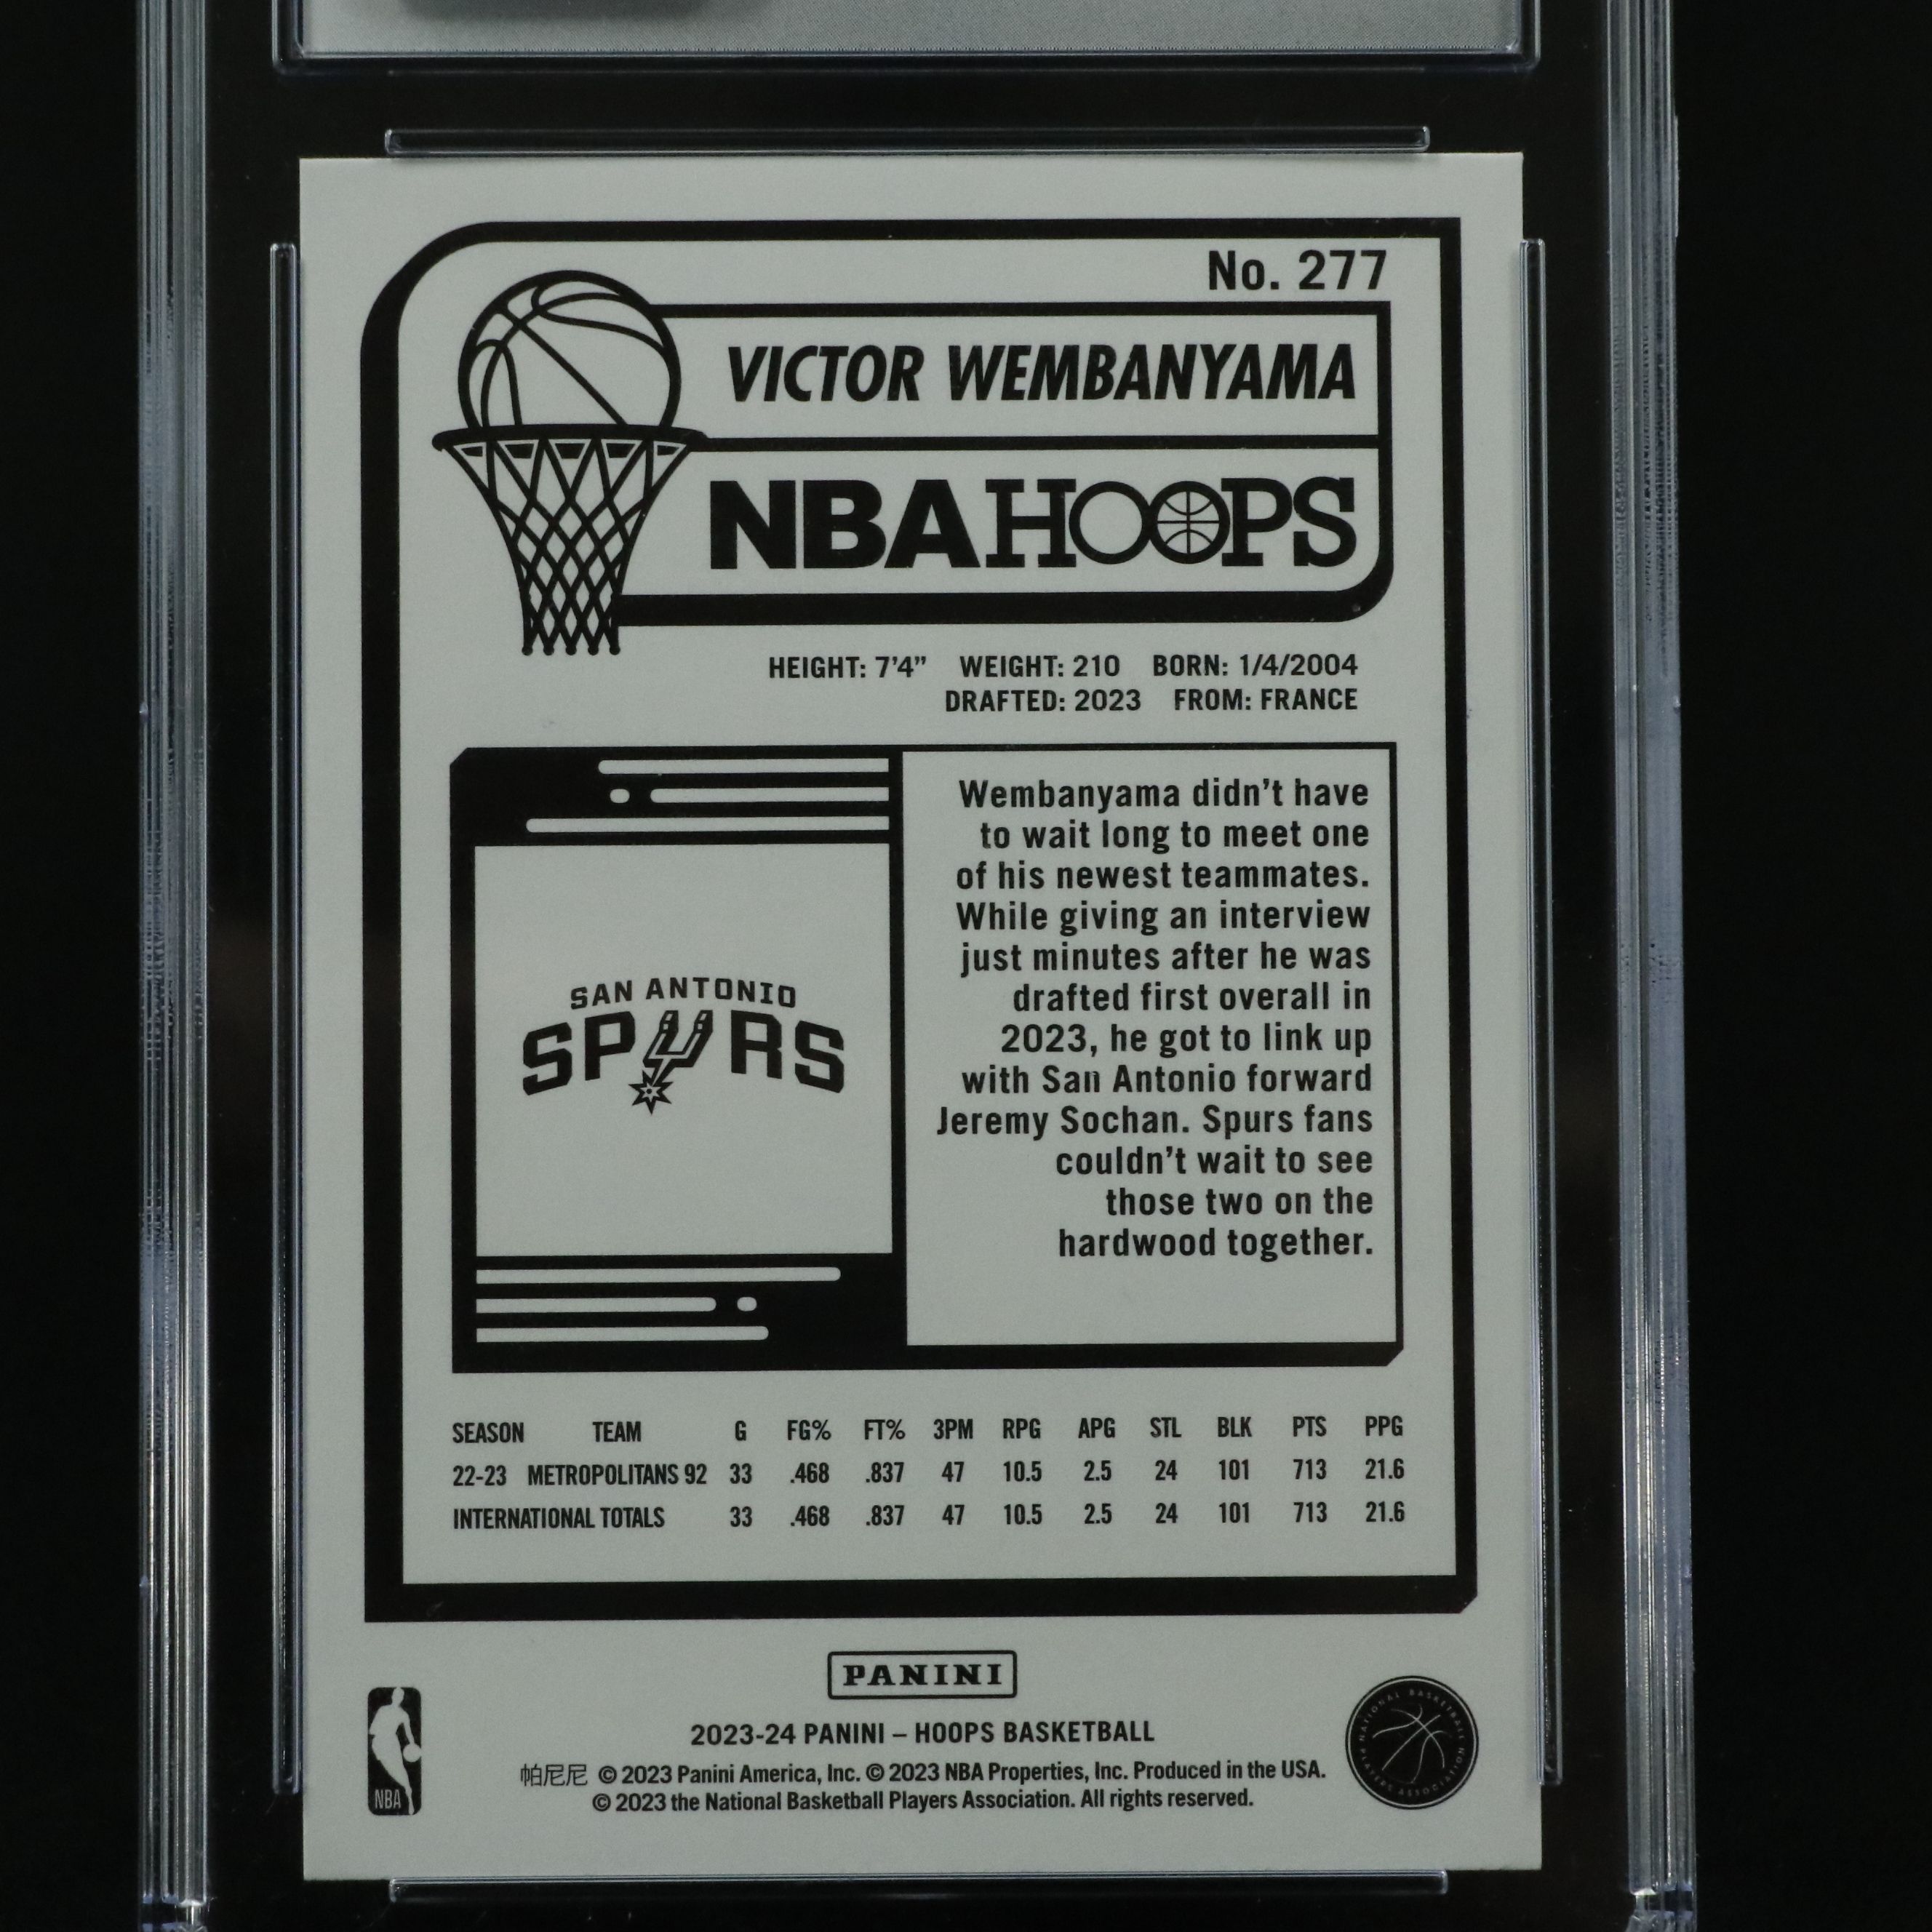 No. 277
VICTOR WEMBANYAMA
NBA HOOPS
HEIGHT: 7'4” WEIGHT: 210 BORN: 1/4/2004
DRAFTED: 2023 FROM: FRANCE
SAN ANTONIO
SPURS
Wembanyama didn't have
to wait long to meet one
of his newest teammates.
While giving an interview
just minutes after he was
drafted first overall in
2023, he got to link up
with San Antonio forward
Jeremy Sochan. Spurs fans
couldn't wait to see
those two on the
hardwood together.
SEASON TEAM G FG% FT% 3PM RPG APG STL BLK PTS PPG
22-23 METROPOLITANS 92 33 .468 .837 47 10.5 2.5 24 101 713 21.6
INTERNATIONAL TOTALS 33 .468 .837 47 10.5 2.5 24 101 713 21.6
PANINI
2023-24 PANINI – HOOPS BASKETBALL
帕尼尼 © 2023 Panini America, Inc. © 2023 NBA Properties, Inc. Produced in the USA.
© 2023 the National Basketball Players Association. All rights reserved.
NBA
NATIONAL BASKETBALL PLAYERS ASSOCIATION